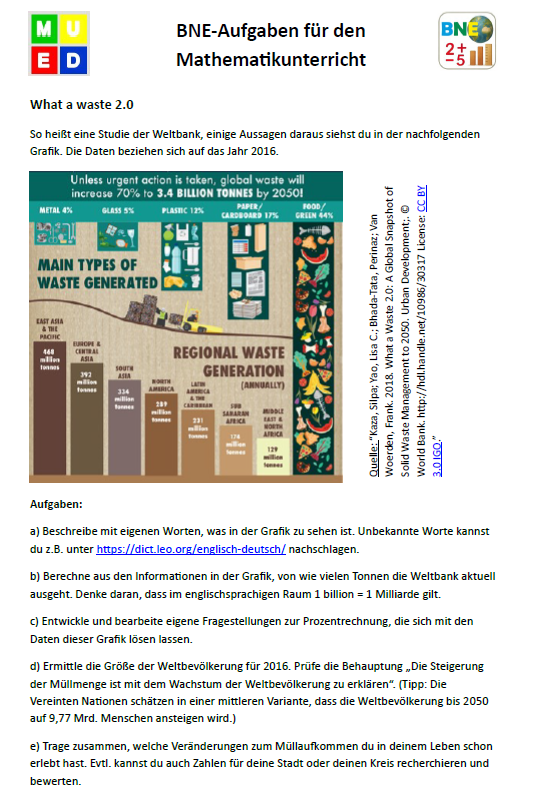 M U
E D
BNE-Aufgaben für den
Mathematikunterricht
BNE
2+
-5
What a waste 2.0
So heißt eine Studie der Weltbank, einige Aussagen daraus siehst du in der nachfolgenden
Grafik. Die Daten beziehen sich auf das Jahr 2016.
Unless urgent action is taken, global waste will
increase 70% to 3.4 BILLION TONNES by 2050!
METAL 4%
GLASS 5%
PLASTIC 12%
PAPER/
CARDBOARD 17%
FOOD/
GREEN 44%
MAIN TYPES OF
WASTE GENERATED
REGIONAL WASTE
GENERATION
(ANNUALLY)
EAST ASIA
& THE
PACIFIC
468
million
tonnes
EUROPE &
CENTRAL
ASIA
392
million
tonnes
SOUTH
ASIA
334
million
tonnes
NORTH
AMERICA
289
million
tonnes
LATIN
AMERICA
& THE
CARIBBEAN
231
million
tonnes
SUB
SAHARAN
AFRICA
174
million
tonnes
MIDDLE
EAST &
NORTH
AFRICA
129
million
tonnes
Quelle: "Kaza, Silpa; Yao, Lisa C.; Bhada-Tata, Perinaz; Van
Woerden, Frank. 2018. What a Waste 2.0: A Global Snapshot of
Solid Waste Management to 2050. Urban Development;. ©
World Bank. http://hdl.handle.net/10986/30317 License: CC BY
3.0 IGO."
Aufgaben:
a) Beschreibe mit eigenen Worten, was in der Grafik zu sehen ist. Unbekannte Worte kannst
du z.B. unter https://dict.leo.org/englisch-deutsch/ nachschlagen.
b) Berechne aus den Informationen in der Grafik, von wie vielen Tonnen die Weltbank aktuell
ausgeht. Denke daran, dass im englischsprachigen Raum 1 billion = 1 Milliarde gilt.
c) Entwickle und bearbeite eigene Fragestellungen zur Prozentrechnung, die sich mit den
Daten dieser Grafik lösen lassen.
d) Ermittle die Größe der Weltbevölkerung für 2016. Prüfe die Behauptung „Die Steigerung
der Müllmenge ist mit dem Wachstum der Weltbevölkerung zu erklären“. (Tipp: Die
Vereinten Nationen schätzen in einer mittleren Variante, dass die Weltbevölkerung bis 2050
auf 9,77 Mrd. Menschen ansteigen wird.)
e) Trage zusammen, welche Veränderungen zum Müllaufkommen du in deinem Leben schon
erlebt hast. Evtl. kannst du auch Zahlen für deine Stadt oder deinen Kreis recherchieren und
bewerten.